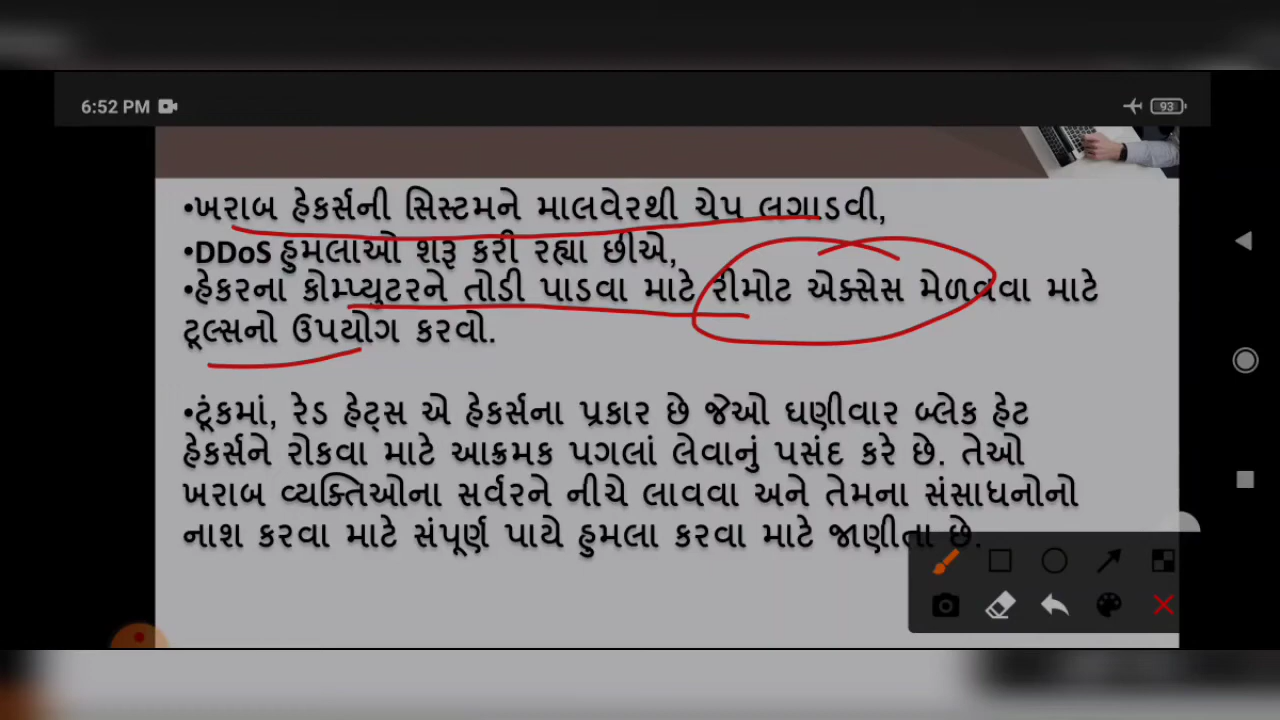 6:52 PM
93
•ખરાબ હેકર્સની સિસ્ટમને માલવેરથી ચેપ લગાડવી,
•DDoS હુમલાઓ શરૂ કરી રહ્યા છીએ,
•હેકરના કોમ્પ્યુટરને તોડી પાડવા માટે રીમોટ એક્સેસ મેળવવા માટે
ટૂલ્સનો ઉપયોગ કરવો.
•ટૂંકમાં, રેડ હેટ્સ એ હેકર્સના પ્રકાર છે જેઓ ઘણીવાર બ્લેક હેટ
હેકર્સને રોકવા માટે આક્રમક પગલાં લેવાનું પસંદ કરે છે. તેઓ
ખરાબ વ્યક્તિઓના સર્વરને નીચે લાવવા અને તેમના સંસાધનોનો
નાશ કરવા માટે સંપૂર્ણ પાયે હુમલા કરવા માટે જાણીતા છે.